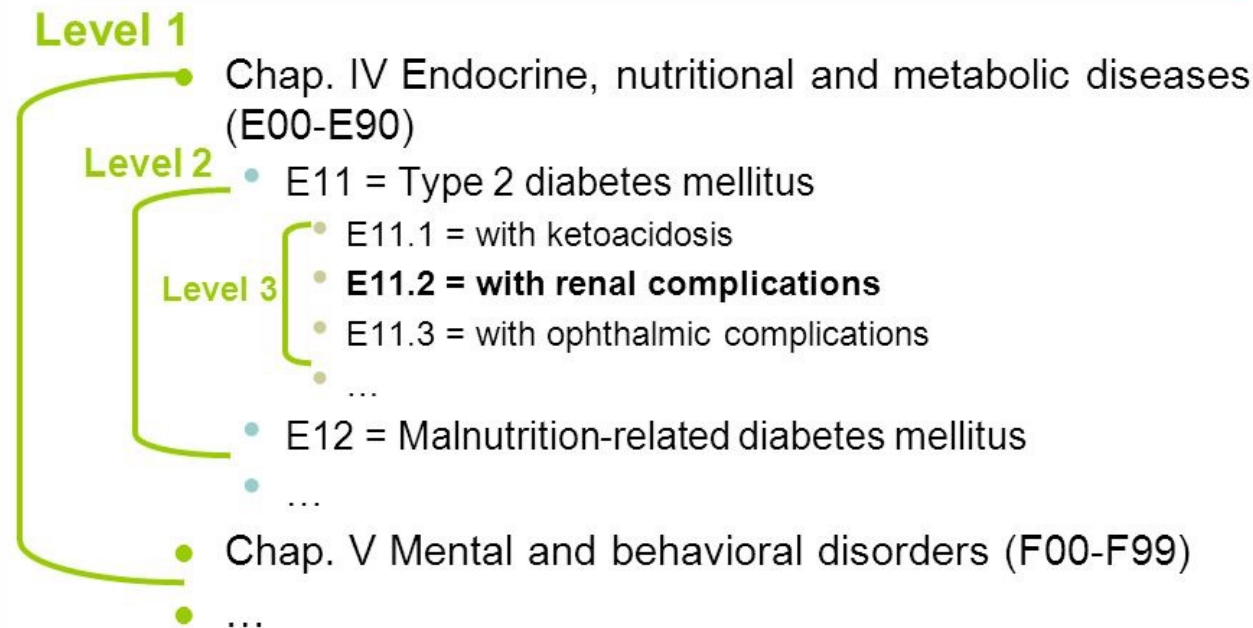 Level 1
Chap. IV Endocrine, nutritional and metabolic diseases
(E00-E90)
Level 2
E11 = Type 2 diabetes mellitus
E11.1 = with ketoacidosis
Level 3
E11.2 = with renal complications
E11.3 = with ophthalmic complications
...
E12 = Malnutrition-related diabetes mellitus
...
Chap. V Mental and behavioral disorders (F00-F99)
...